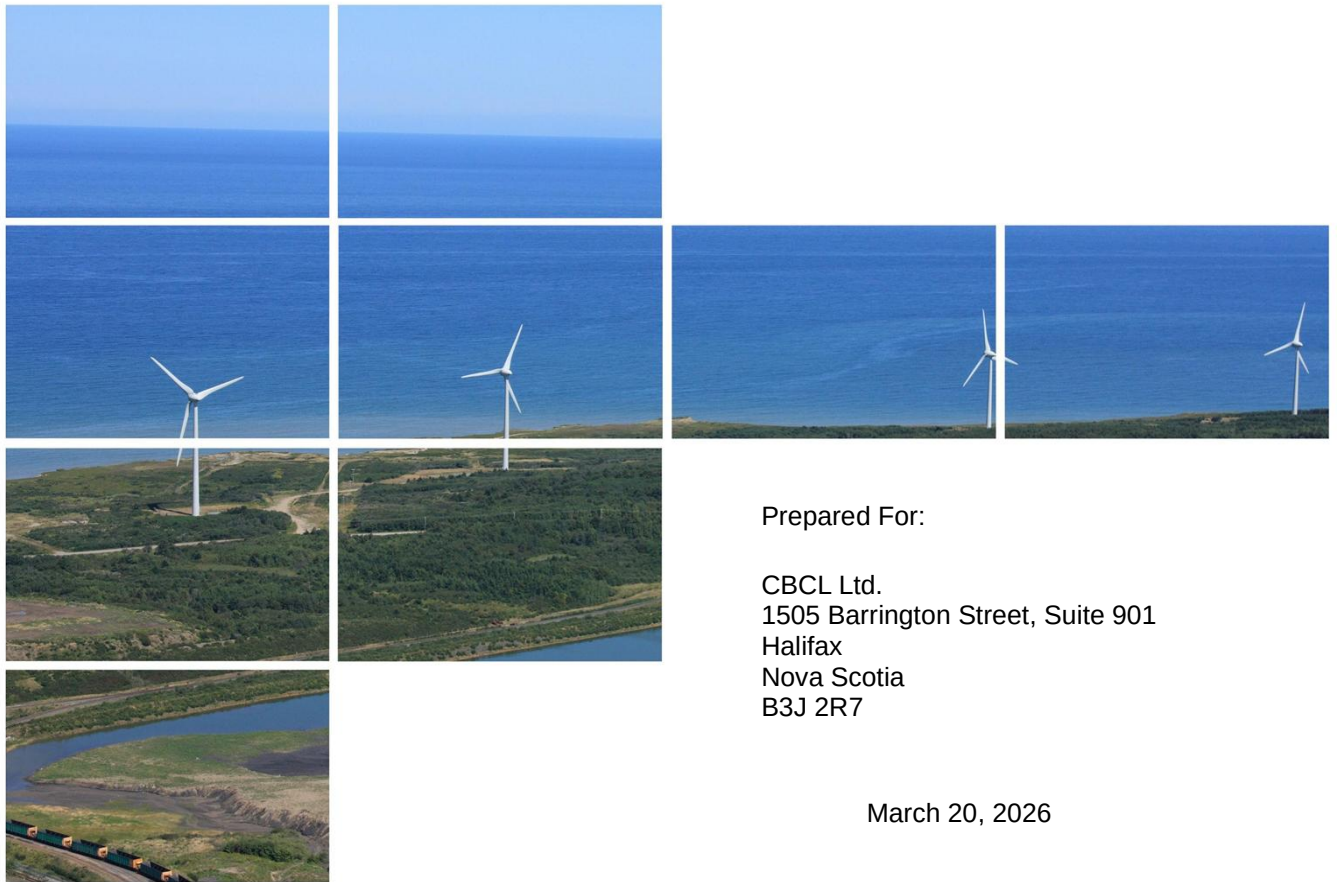 Prepared For:
CBCL Ltd.
1505 Barrington Street, Suite 901
Halifax
Nova Scotia
B3J 2R7
March 20, 2026